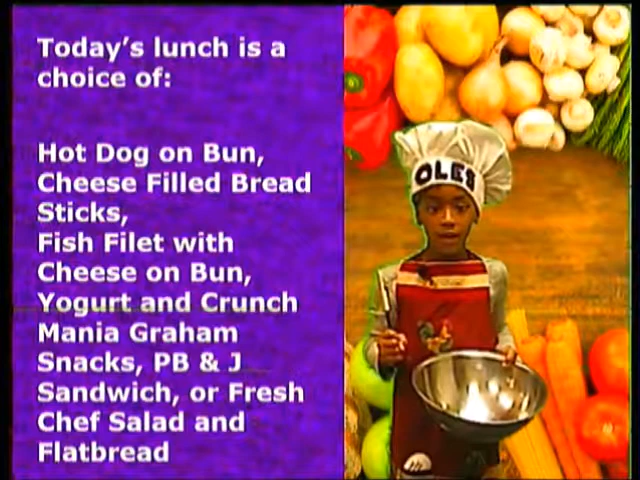 Today's lunch is a
choice of:
Hot Dog on Bun,
Cheese Filled Bread
Sticks,
Fish Filet with
Cheese on Bun,
Yogurt and Crunch
Mania Graham
Snacks, PB & J
Sandwich, or Fresh
Chef Salad and
Flatbread
OLES